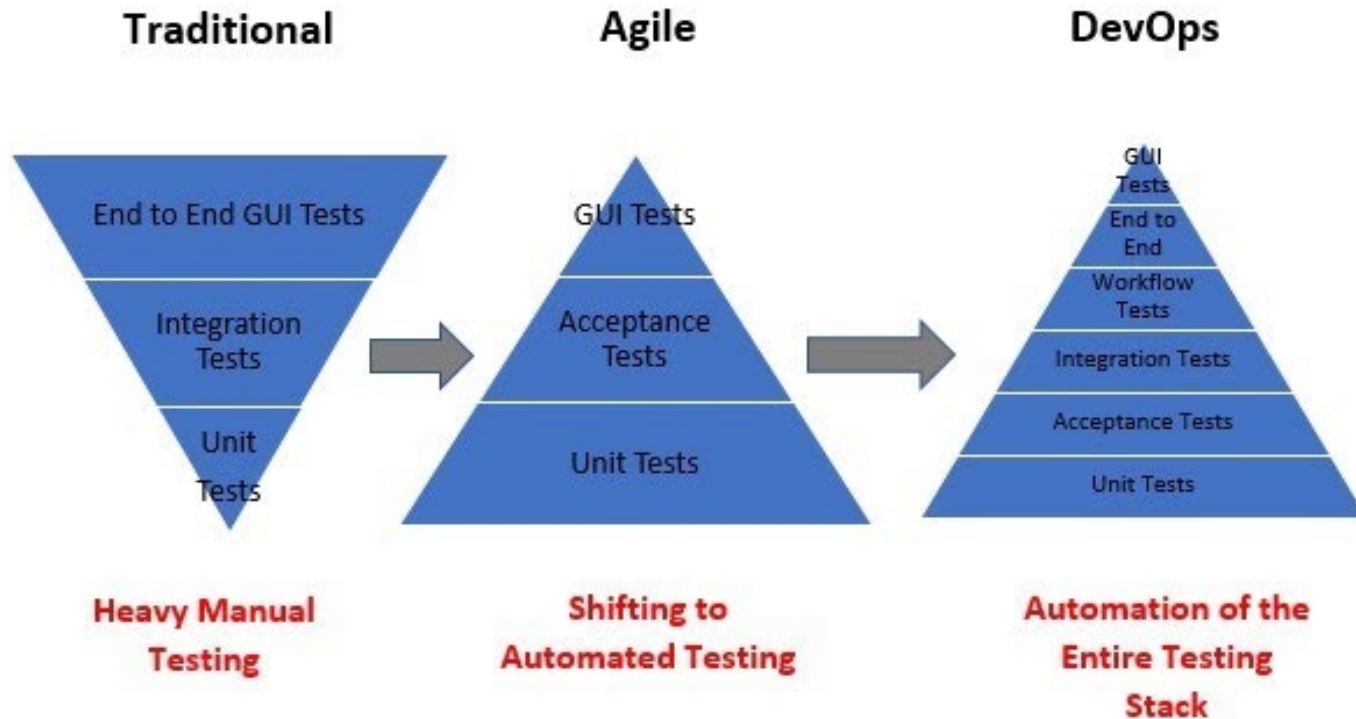 Traditional
Agile
DevOps
End to End GUI Tests
Integration
Tests
Unit
Tests
GUI Tests
Acceptance
Tests
Unit Tests
GUI
Tests
End to
End
Workflow
Tests
Integration Tests
Acceptance Tests
Unit Tests
Heavy Manual
Testing
Shifting to
Automated Testing
Automation of the
Entire Testing
Stack